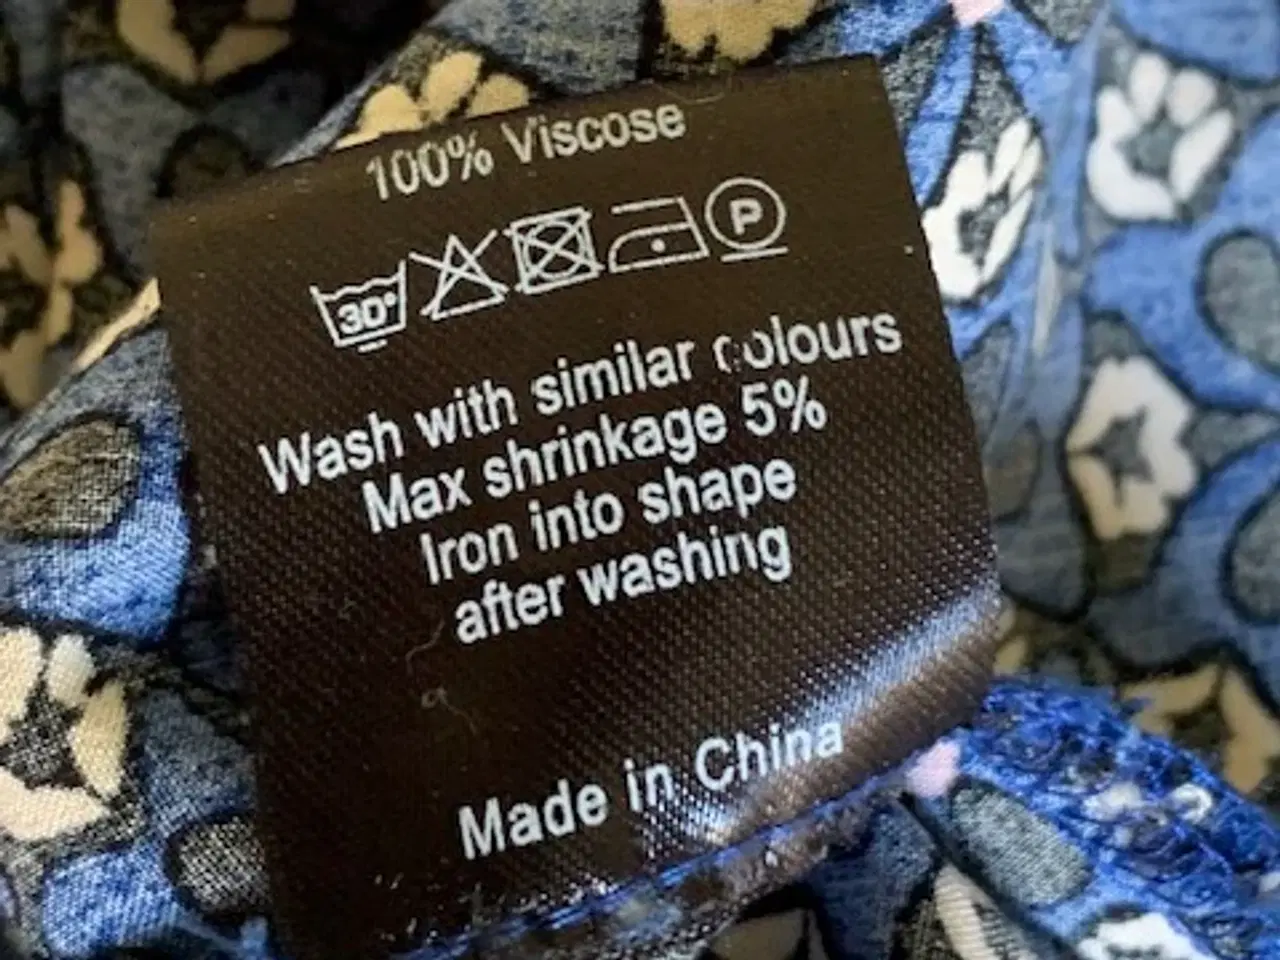 100% Viscose
30° P
Wash with similar colours
Max shrinkage 5%
Iron into shape
after washing
Made in China